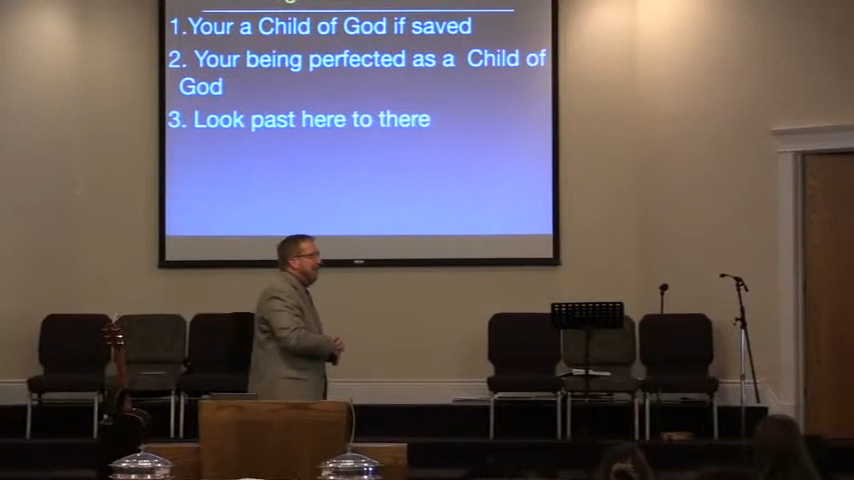 1.Your a Child of God if saved
2. Your being perfected as a Child of
God
3. Look past here to there